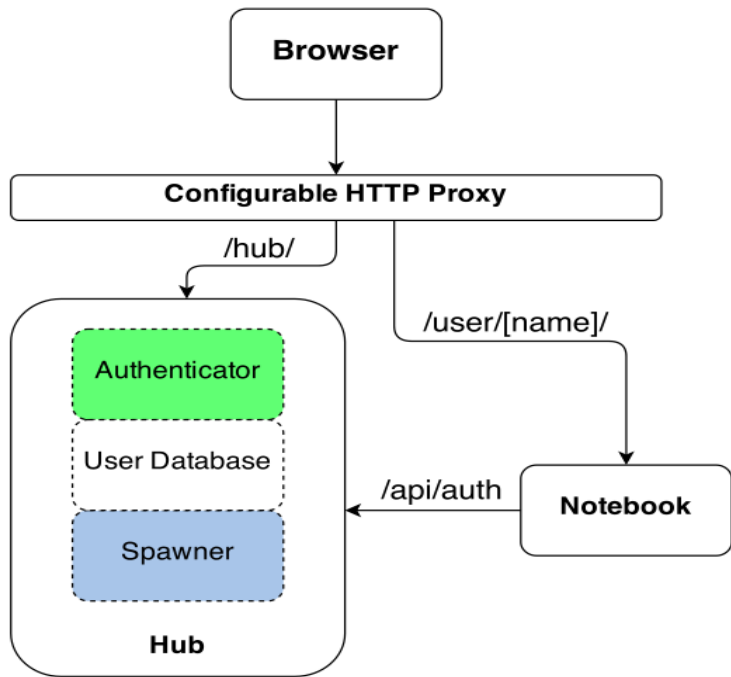 Browser
Configurable HTTP Proxy
/hub/
/user/[name]/
Authenticator
User Database
/api/auth
Notebook
Spawner
Hub